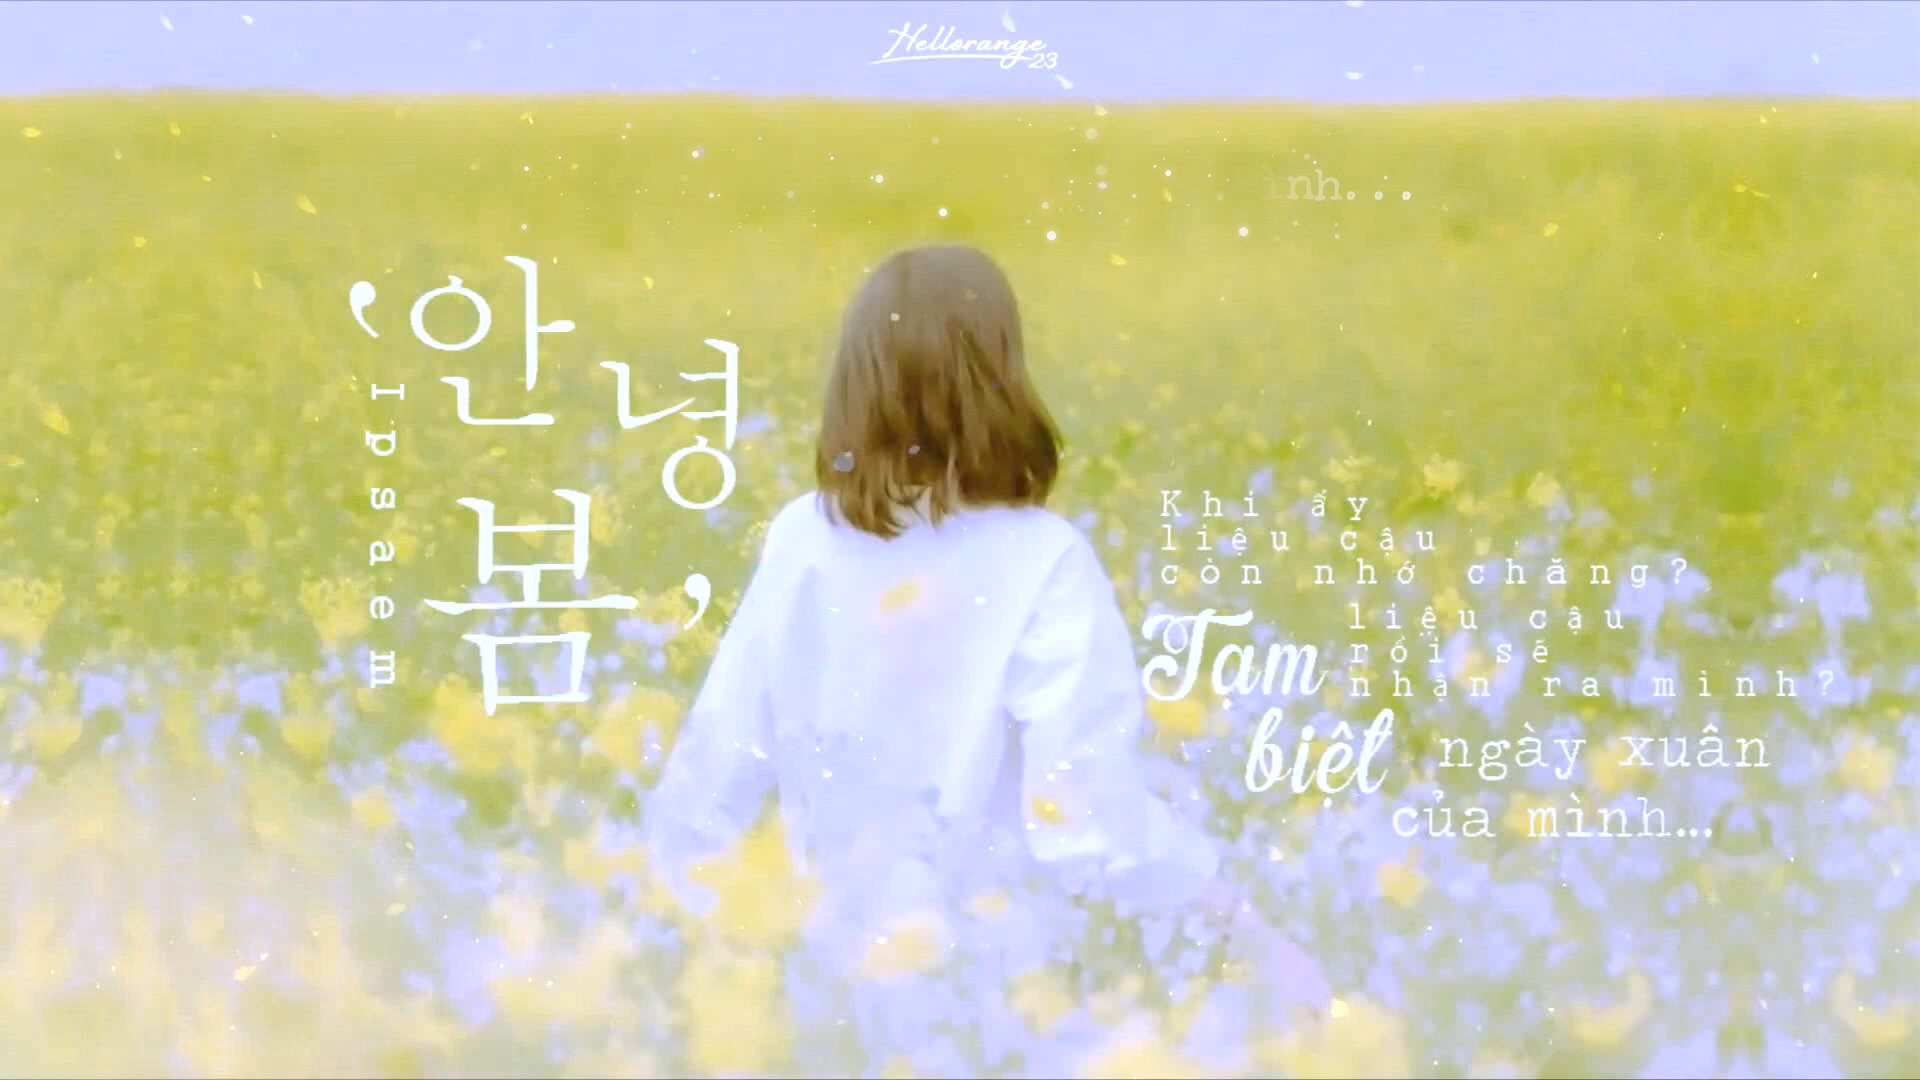 Hellorange
23
ình...
‘안녕
봄’
Ipsaem
Khi ấy
liệu cậu
còn nhớ chăng?
liệu cậu
rồi sẽ
nhận ra mình?
Tạm
biệt ngày xuân
của mình...